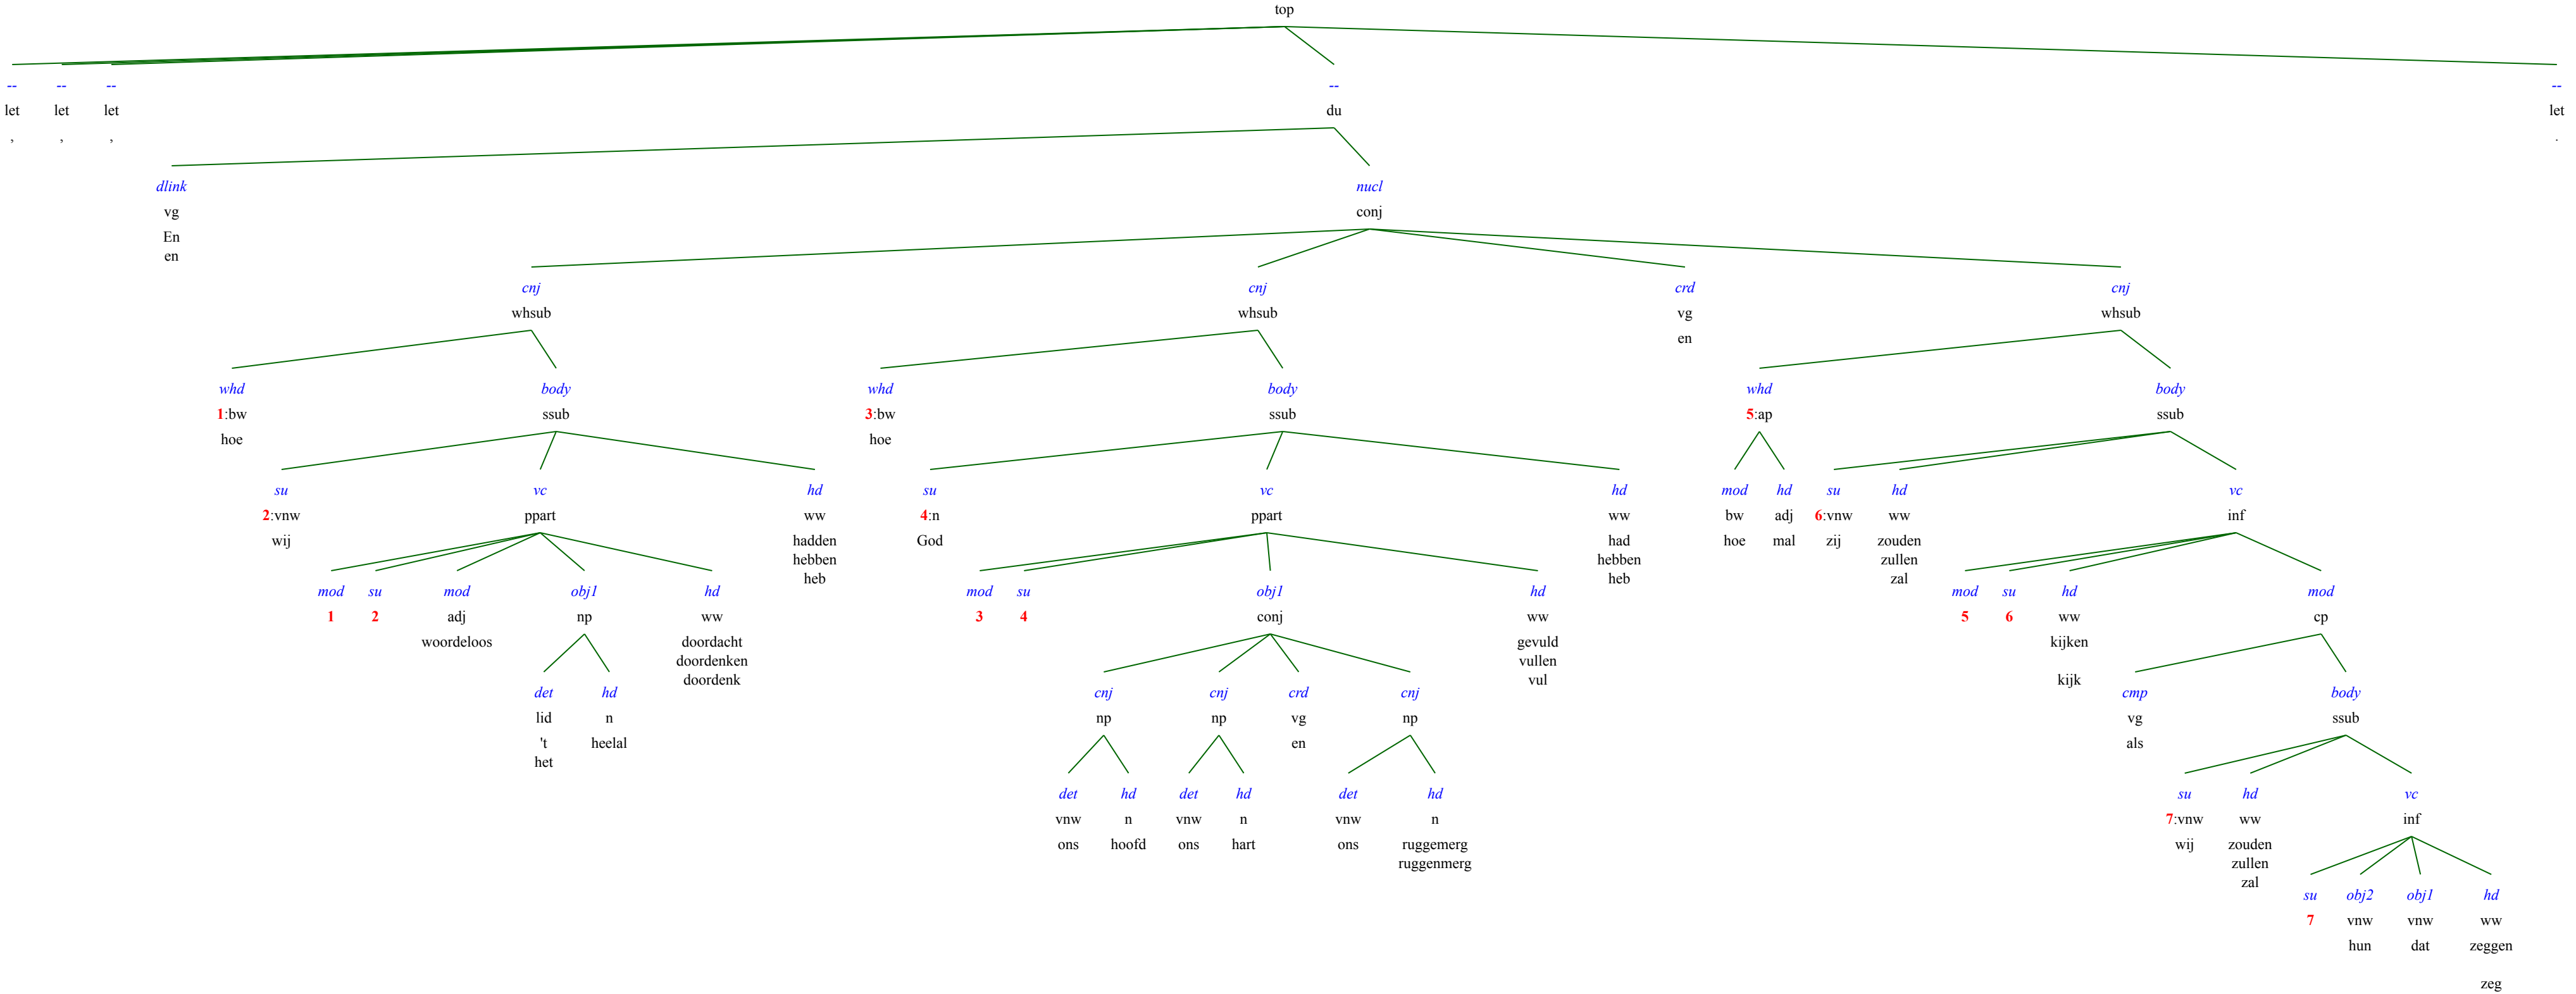 top
-- -- -- -- --
let let let du let
, , , .
dlink nucl
vg conj
En
en
cnj cnj crd cnj
whsub whsub vg whsub
en
whd body whd body whd body
1:bw ssub 3:bw ssub 5:ap ssub
hoe hoe
su vc hd su vc hd mod hd su hd vc
2:vnw ppart ww 4:n ppart ww bw adj 6:vnw ww inf
wij hadden God had hoe mal zij zouden
hebben hebben zullen
heb heb zal
mod su mod obj1 hd mod su obj1 hd mod su hd mod
1 2 adj np ww 3 4 conj ww 5 6 ww cp
woordeloos doordacht gevuld kijken
doordenken vullen
doordenk vul kijk
det hd cnj cnj crd cnj cmp body
lid n np np vg np vg ssub
't heelal en als
het
det hd det hd det hd su hd vc
vnw n vnw n vnw n 7:vnw ww inf
ons hoofd ons hart ons ruggemerg wij zouden
ruggenmerg zullen
zal
su obj2 obj1 hd
7 vnw vnw ww
hun dat zeggen
zeg